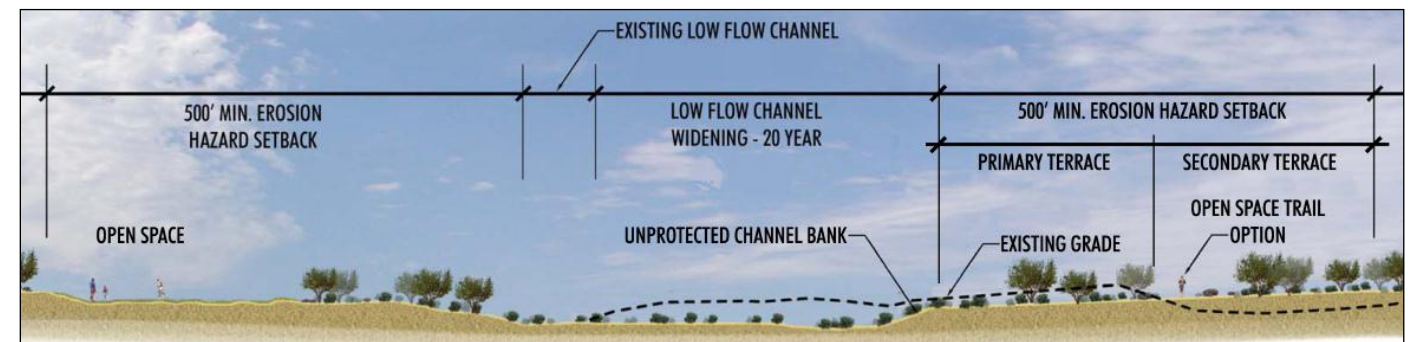 EXISTING LOW FLOW CHANNEL
500' MIN. EROSION
HAZARD SETBACK
LOW FLOW CHANNEL
WIDENING - 20 YEAR
500' MIN. EROSION HAZARD SETBACK
PRIMARY TERRACE
SECONDARY TERRACE
OPEN SPACE
UNPROTECTED CHANNEL BANK
EXISTING GRADE
OPEN SPACE TRAIL
OPTION